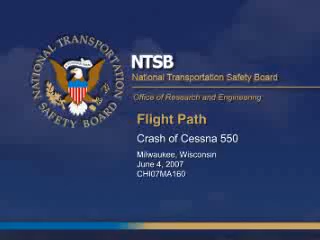 NATIONAL TRANSPORTATION
SAFETY BOARD
NTSB
National Transportation Safety Board
Office of Research and Engineering
Flight Path
Crash of Cessna 550
Milwaukee, Wisconsin
June 4, 2007
CHI07MA160